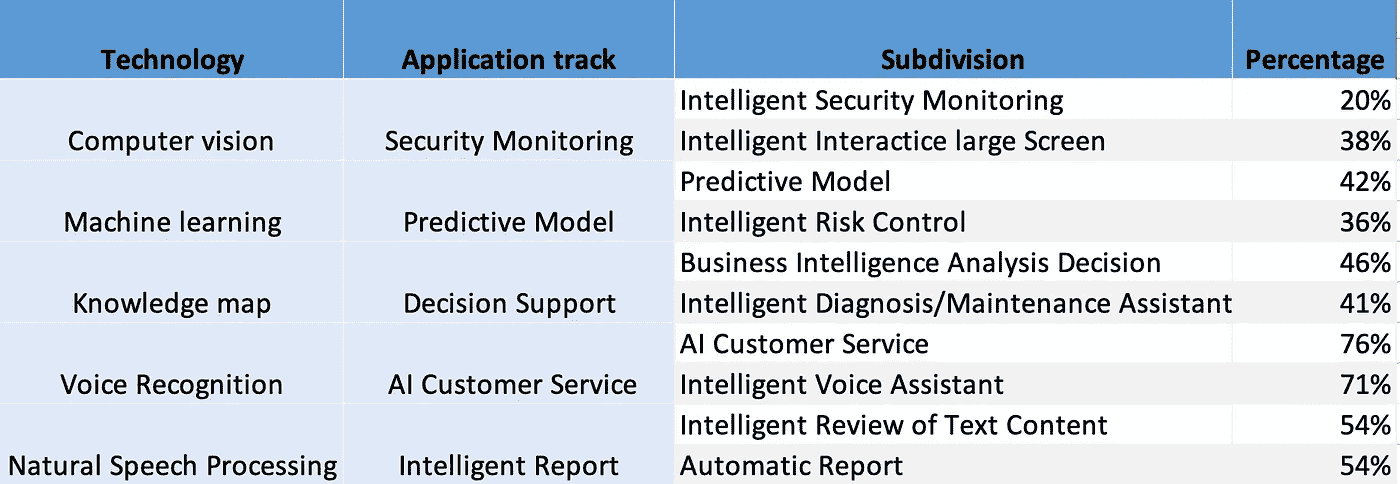 Technology Application track Subdivision Percentage
Intelligent Security Monitoring 20%
Computer vision Security Monitoring Intelligent Interactice large Screen 38%
Predictive Model 42%
Machine learning Predictive Model Intelligent Risk Control 36%
Business Intelligence Analysis Decision 46%
Knowledge map Decision Support Intelligent Diagnosis/Maintenance Assistant 41%
AI Customer Service 76%
Voice Recognition AI Customer Service Intelligent Voice Assistant 71%
Intelligent Review of Text Content 54%
Natural Speech Processing Intelligent Report Automatic Report 54%